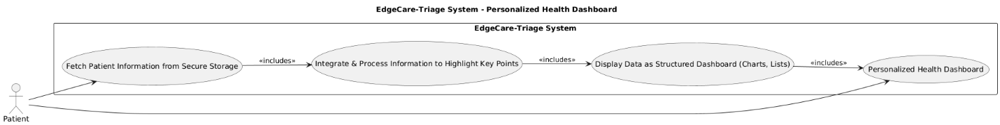 EdgeCare-Triage System - Personalized Health Dashboard
EdgeCare-Triage System
Fetch Patient Information from Secure Storage
«includes»
Integrate & Process Information to Highlight Key Points
«includes»
Display Data as Structured Dashboard (Charts, Lists)
«includes»
Personalized Health Dashboard
Patient